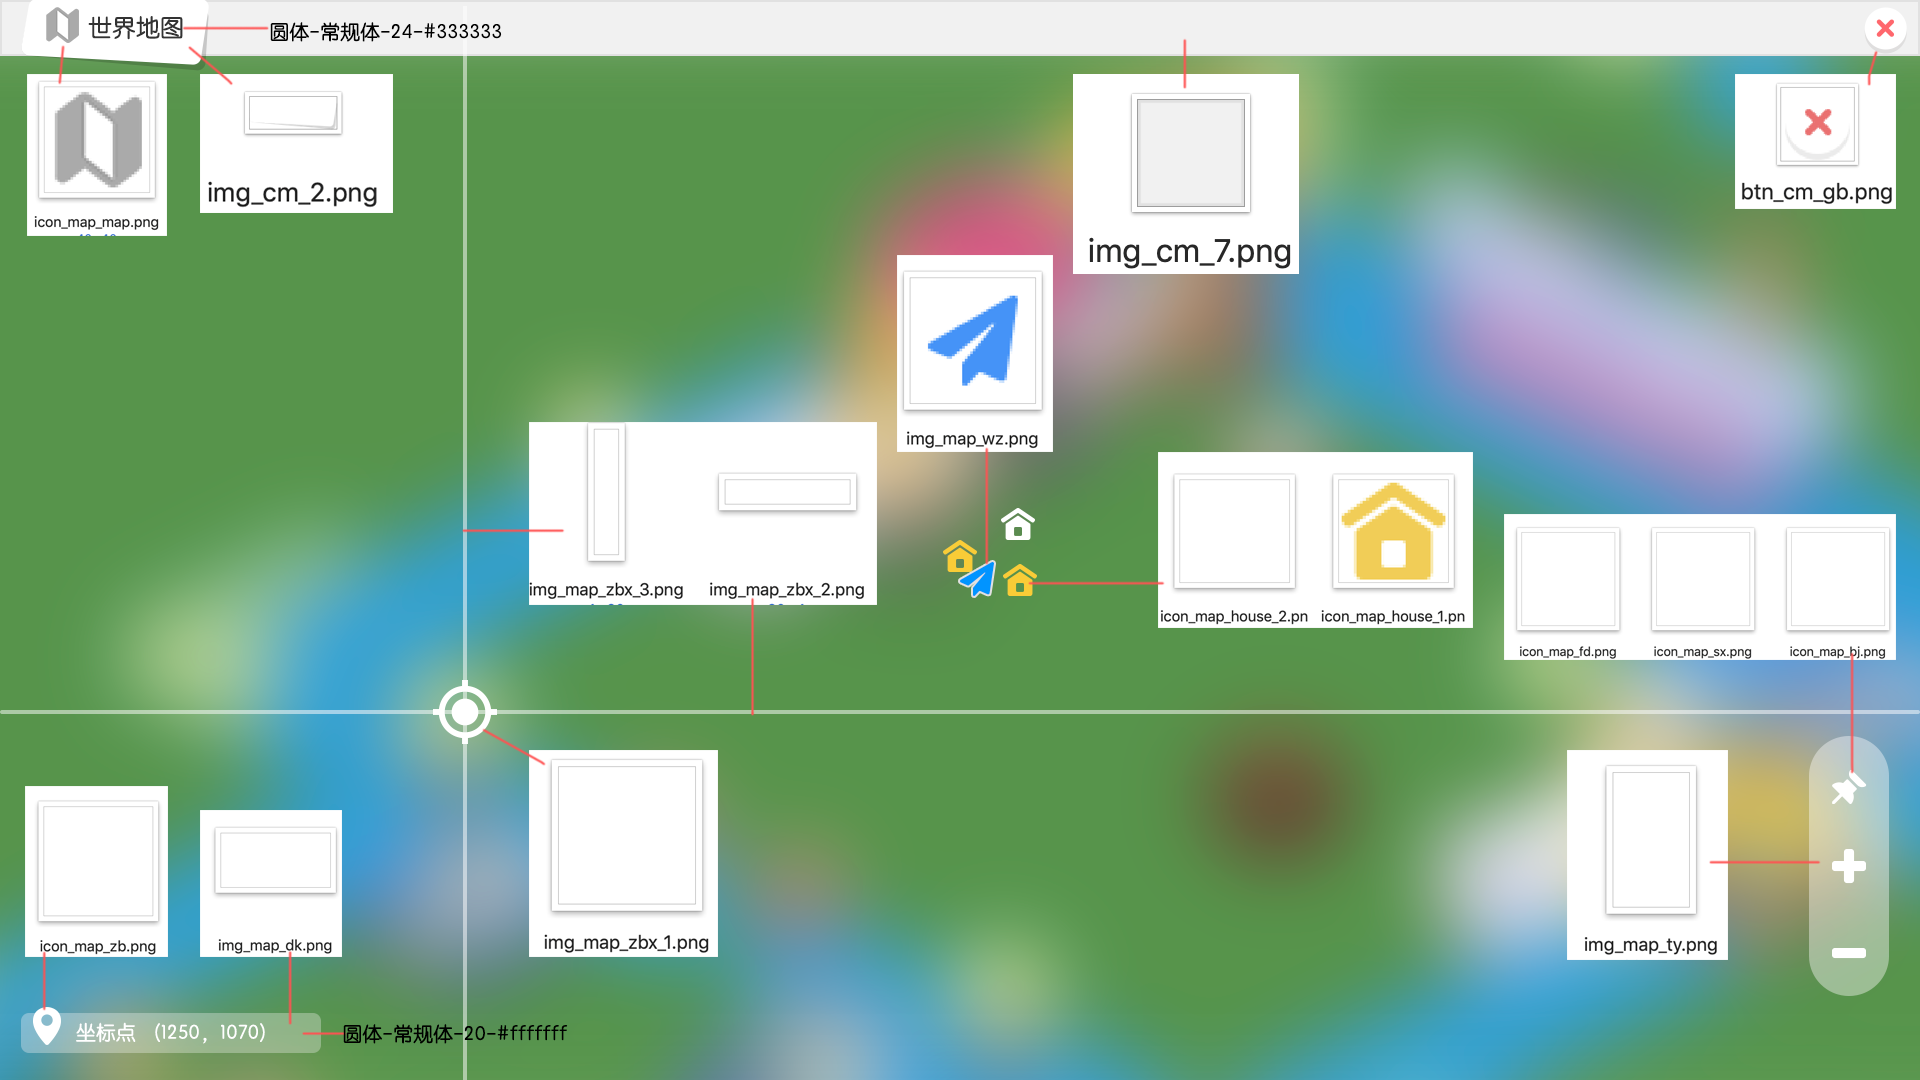 世界地图
圆体-常规体-24-#333333
icon_map_map.png
img_cm_2.png
img_cm_7.png
btn_cm_gb.png
img_map_wz.png
img_map_zbx_3.png
img_map_zbx_2.png
icon_map_house_2.pn
icon_map_house_1.pn
icon_map_fd.png
icon_map_sx.png
icon_map_bj.png
icon_map_zb.png
img_map_dk.png
img_map_zbx_1.png
img_map_ty.png
坐标点 （1250，1070）
圆体-常规体-20-#fffffff